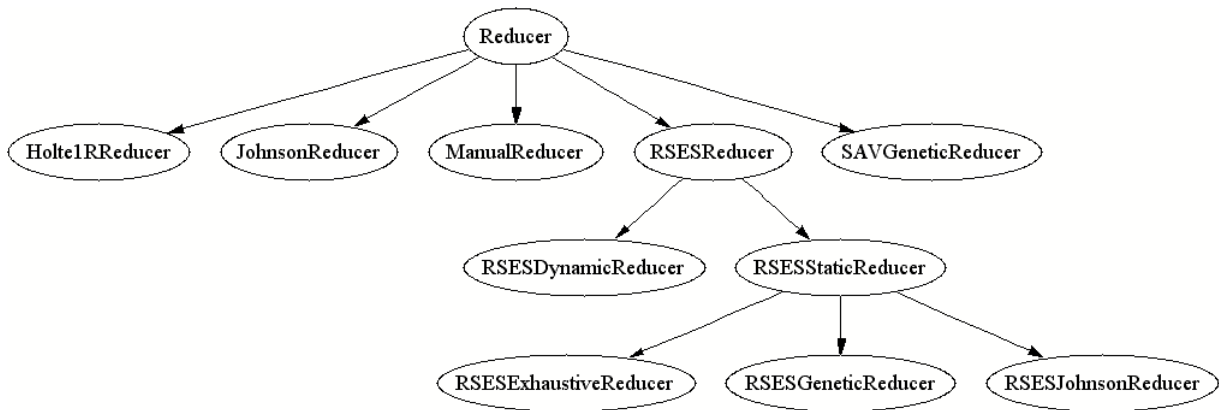 Reducer
Holte1RReducer
JohnsonReducer
ManualReducer
RSESReducer
SAVGeneticReducer
RSESDynamicReducer
RSESStaticReducer
RSESExhaustiveReducer
RSESGeneticReducer
RSESJohnsonReducer